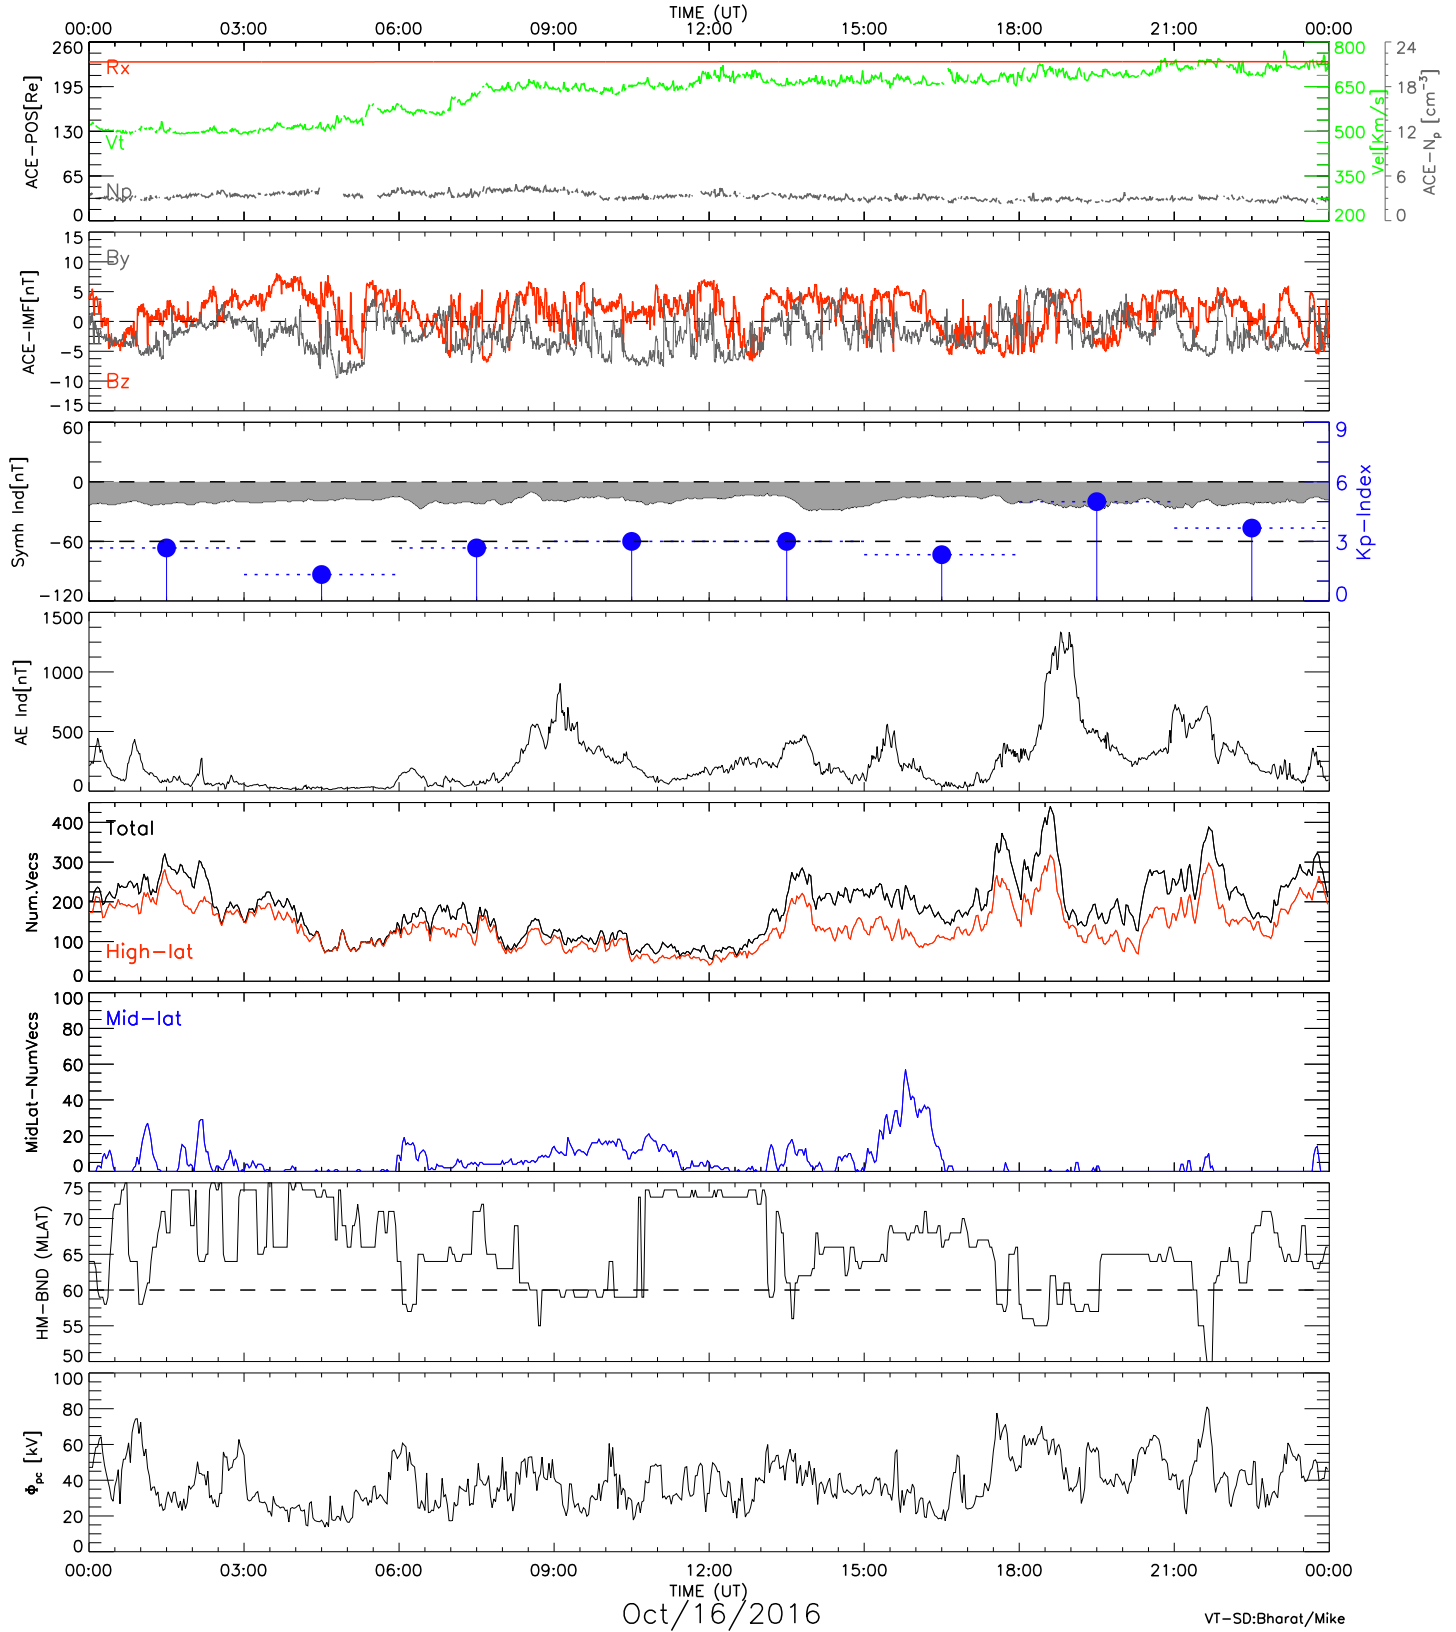 TIME (UT)
00:00 03:00 06:00 09:00 12:00 15:00 18:00 21:00 00:00
ACE-POS[Re]
260
195
130
65
0
Rx
Vt
Np
800
650
500
350
200
Vel[Km/s]
24
18
12
6
0
ACE-Np [cm-3]
ACE-IMF[nT]
15
10
5
0
-5
-10
-15
By
Bz
Symh Ind[nT]
60
0
-60
-120
9
6
3
0
Kp-Index
AE Ind[nT]
1500
1000
500
0
Num.Vecs
400
300
200
100
0
Total
High-lat
MidLat-NumVecs
100
80
60
40
20
0
Mid-lat
HM-BND (MLAT)
75
70
65
60
55
50
Φpc [kV]
100
80
60
40
20
0
00:00 03:00 06:00 09:00 12:00 15:00 18:00 21:00 00:00
TIME (UT)
Oct/16/2016
VT-SD:Bharat/Mike